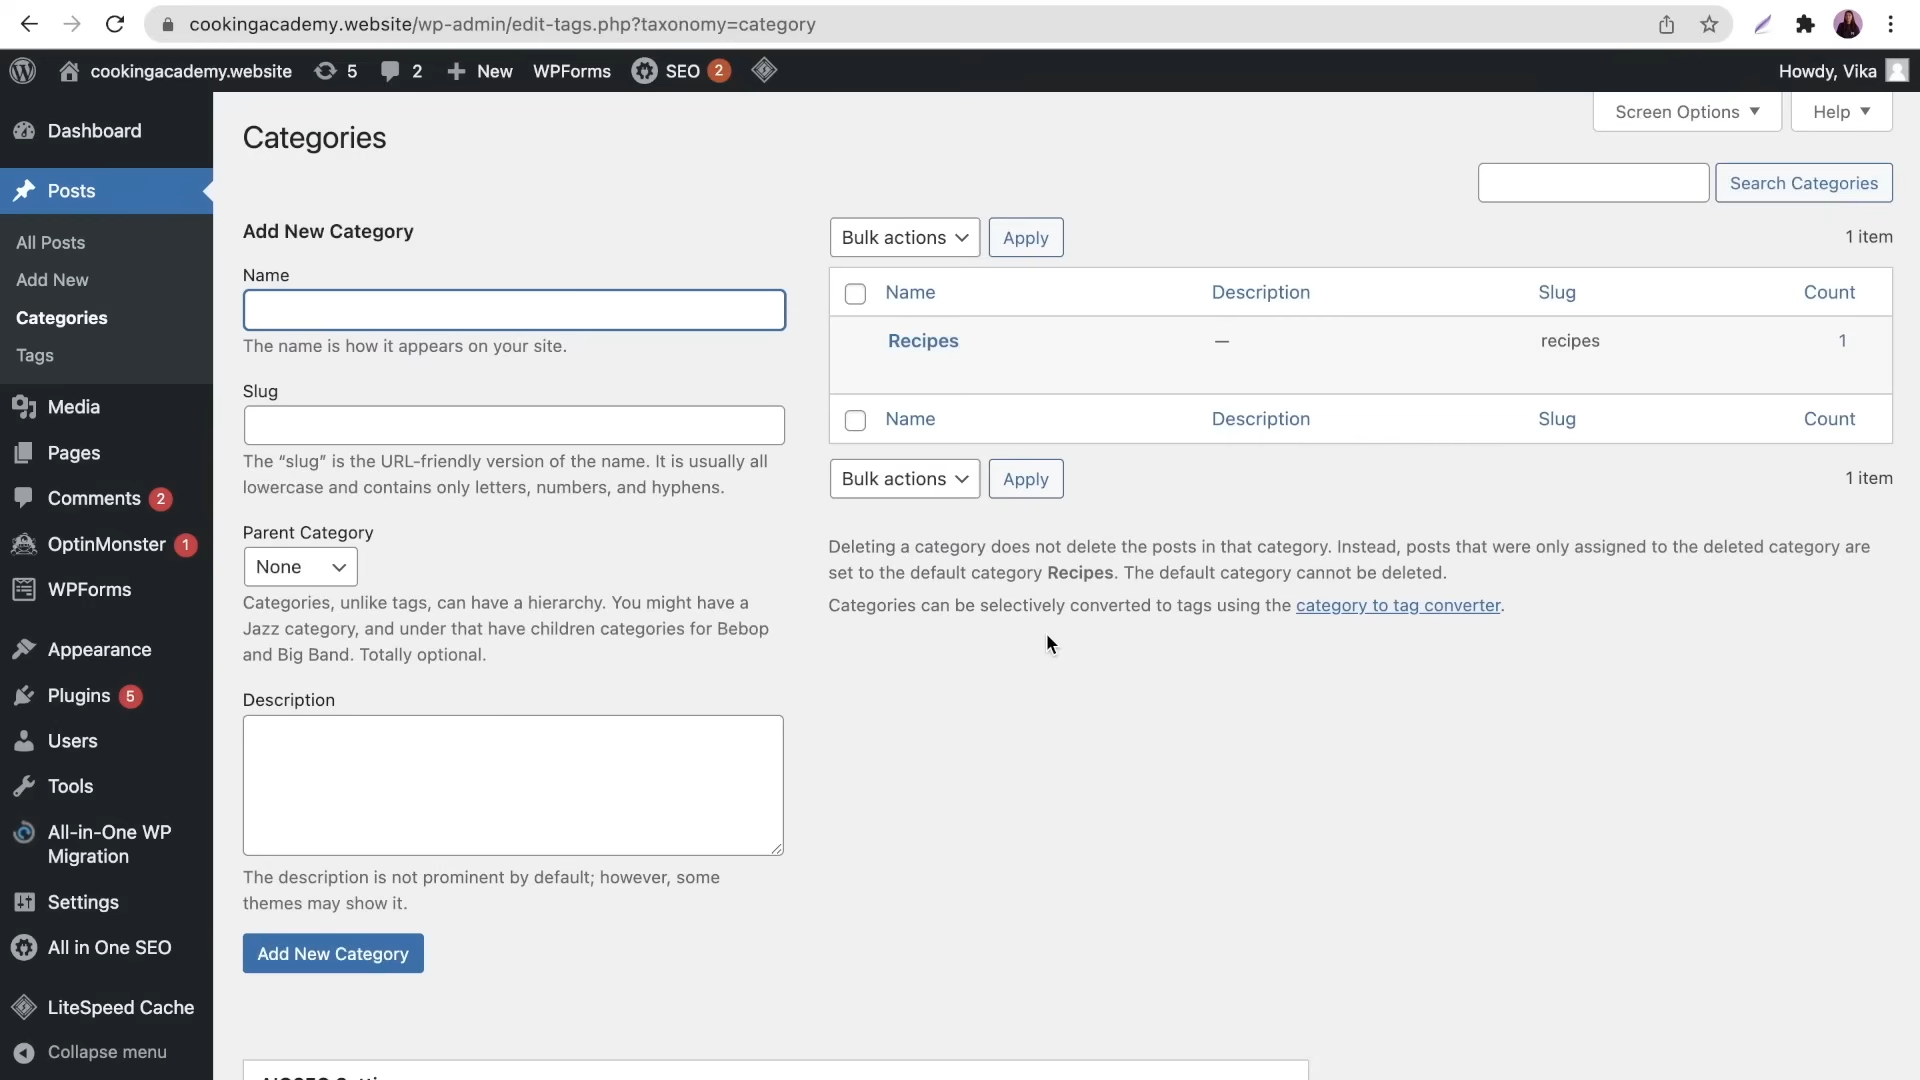 cookingacademy.website/wp-admin/edit-tags.php?taxonomy=category
cookingacademy.website 5 2 New WPForms SEO 2 Howdy, Vika
Dashboard
Posts
All Posts
Add New
Categories
Tags
Media
Pages
Comments 2
OptinMonster 1
WPForms
Appearance
Plugins 5
Users
Tools
All-in-One WP
Migration
Settings
All in One SEO
LiteSpeed Cache
Collapse menu
Screen Options Help
Categories
Search Categories
Add New Category
Name
The name is how it appears on your site.
Slug
The “slug” is the URL-friendly version of the name. It is usually all
lowercase and contains only letters, numbers, and hyphens.
Parent Category
None
Categories, unlike tags, can have a hierarchy. You might have a
Jazz category, and under that have children categories for Bebop
and Big Band. Totally optional.
Description
The description is not prominent by default; however, some
themes may show it.
Add New Category
Bulk actions Apply 1 item
Name Description Slug Count
Recipes — recipes 1
Name Description Slug Count
Bulk actions Apply 1 item
Deleting a category does not delete the posts in that category. Instead, posts that were only assigned to the deleted category are
set to the default category Recipes. The default category cannot be deleted.
Categories can be selectively converted to tags using the category to tag converter.